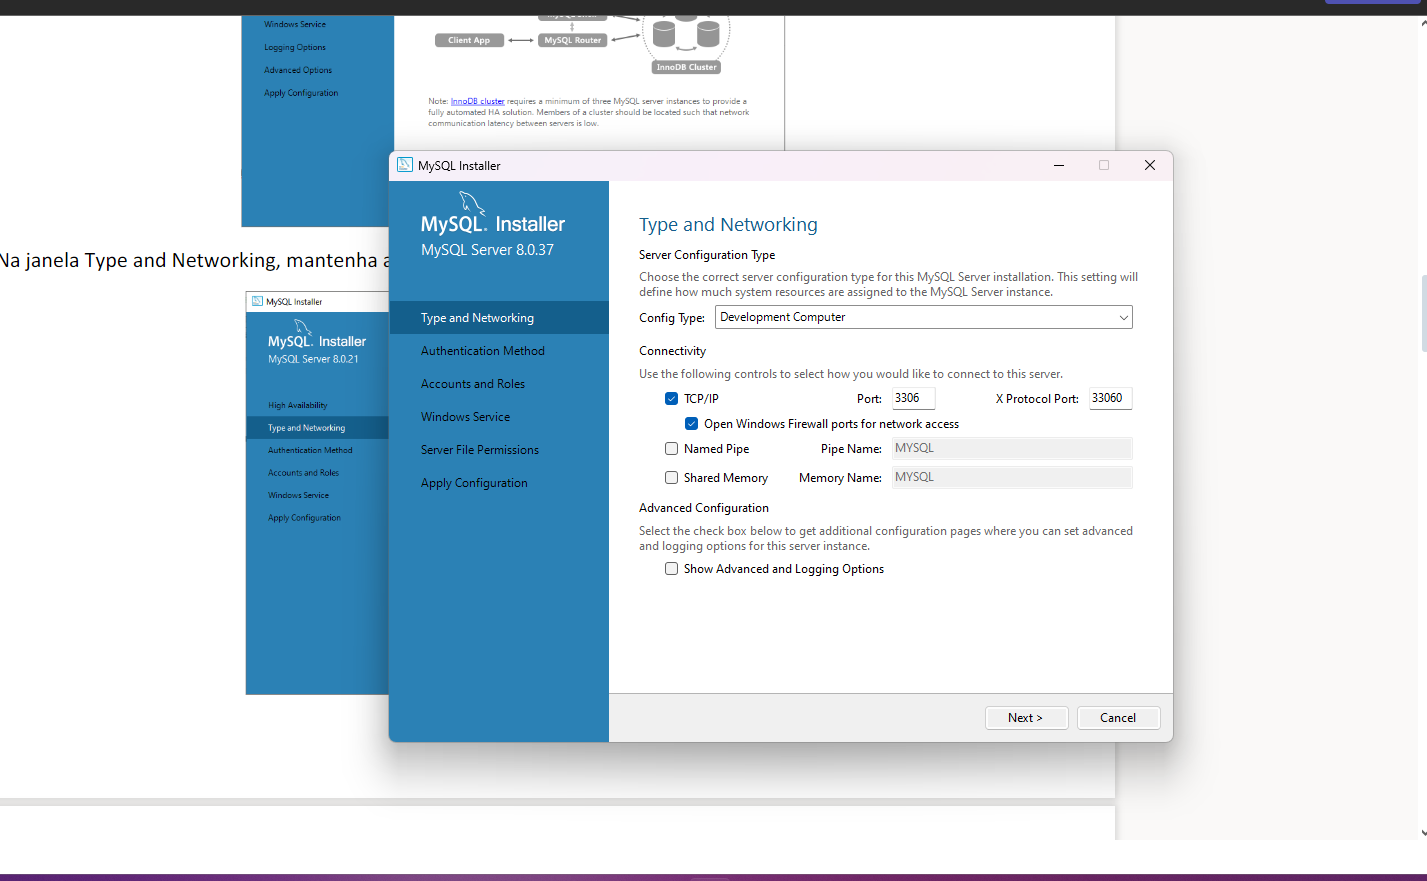 Windows Service
Logging Options
Advanced Options
Apply Configuration
Client App
MySQL Router
InnoDB Cluster
Note: InnoDB cluster requires a minimum of three MySQL server instances to provide a
fully automated HA solution. Members of a cluster should be located such that network
communication latency between servers is low.
Na janela Type and Networking, mantenha a
MySQL Installer
MySQL. Installer
MySQL Server 8.0.21
High Availability
Type and Networking
Authentication Method
Accounts and Roles
Windows Service
Apply Configuration
MySQL Installer
MySQL. Installer
MySQL Server 8.0.37
Type and Networking
Authentication Method
Accounts and Roles
Windows Service
Server File Permissions
Apply Configuration
Type and Networking
Server Configuration Type
Choose the correct server configuration type for this MySQL Server installation. This setting will
define how much system resources are assigned to the MySQL Server instance.
Config Type: Development Computer
Connectivity
Use the following controls to select how you would like to connect to this server.
TCP/IP Port: 3306 X Protocol Port: 33060
Open Windows Firewall ports for network access
Named Pipe Pipe Name: MYSQL
Shared Memory Memory Name: MYSQL
Advanced Configuration
Select the check box below to get additional configuration pages where you can set advanced
and logging options for this server instance.
Show Advanced and Logging Options
Next > Cancel